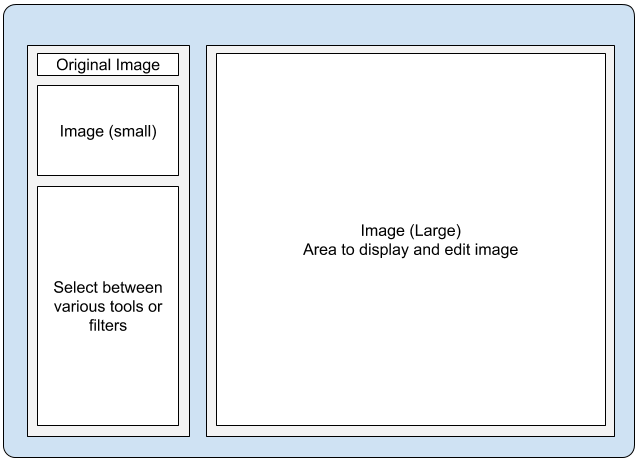 Original Image
Image (small)
Select between
various tools or
filters
Image (Large)
Area to display and edit image